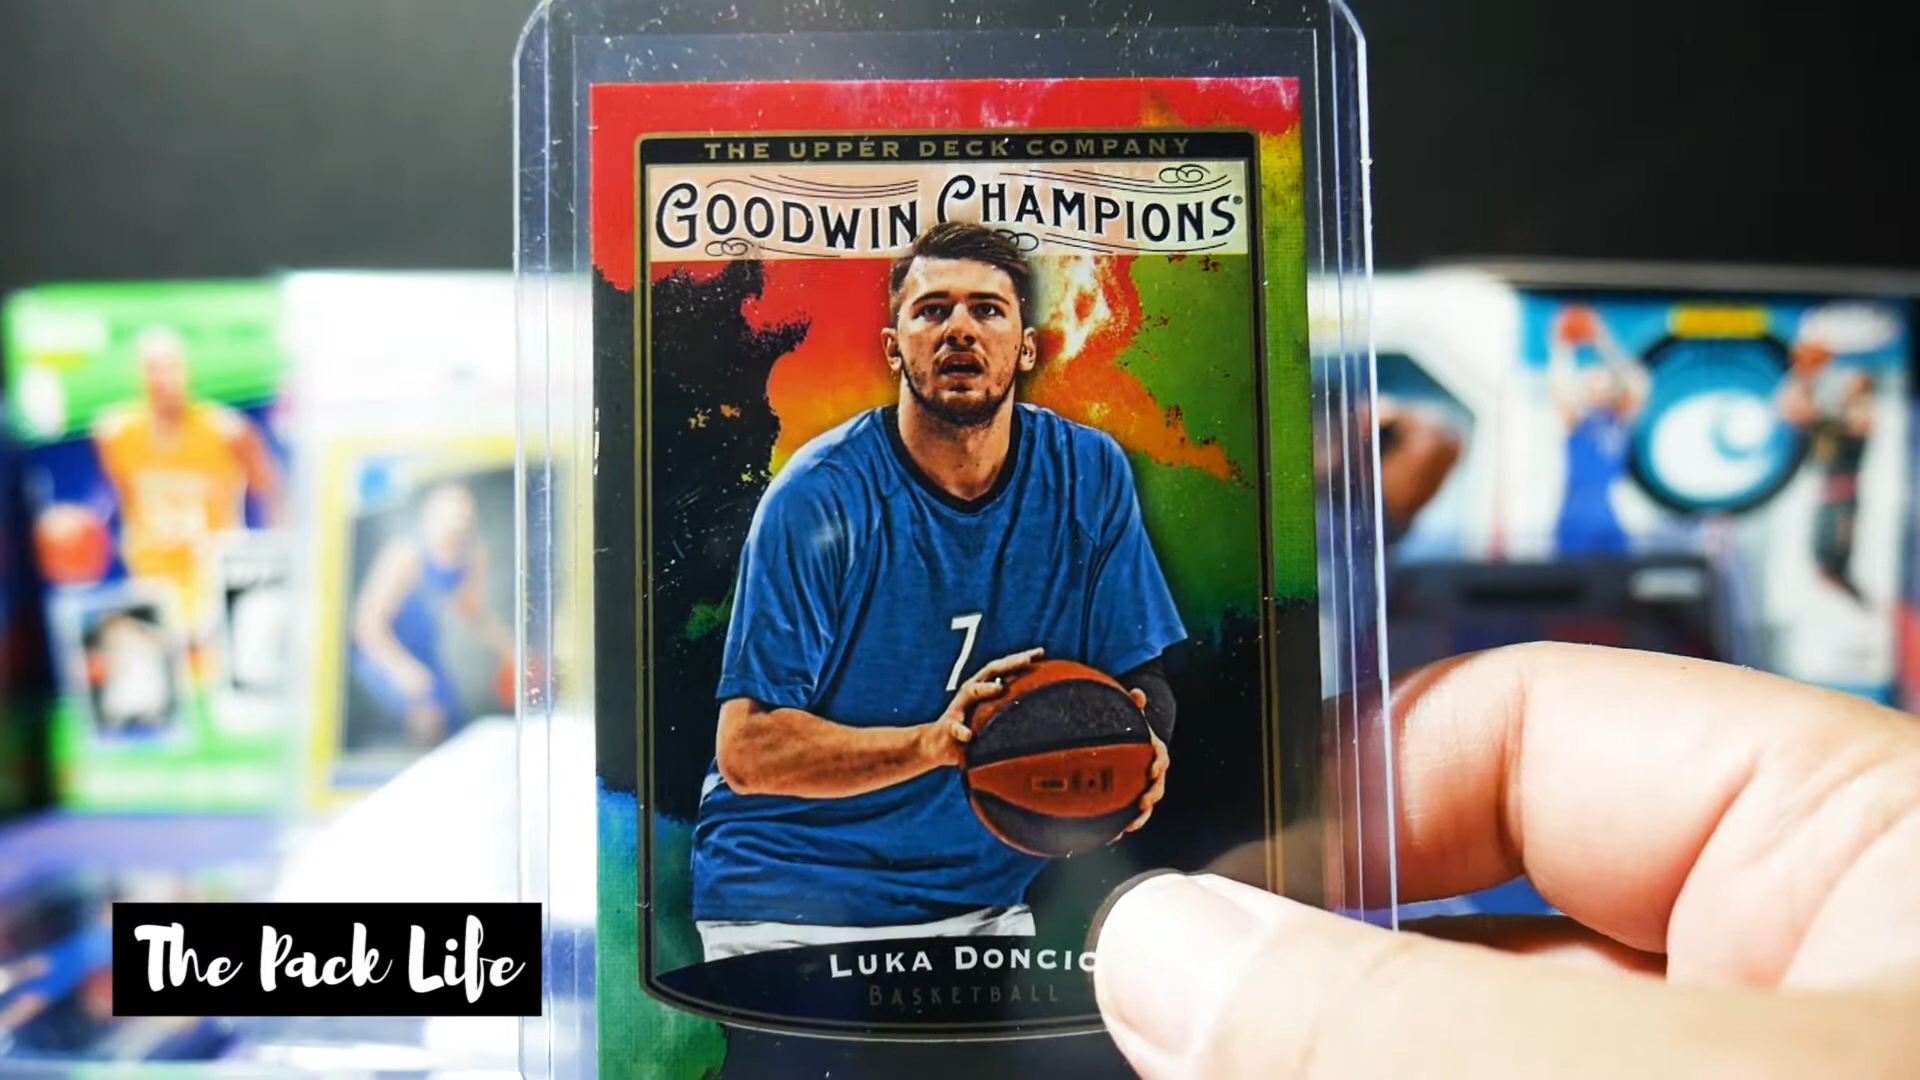 THE UPPER DECK COMPANY
GOODWIN CHAMPIONS®
7
LUKA DONCIC
BASKETBALL
The Pack Life